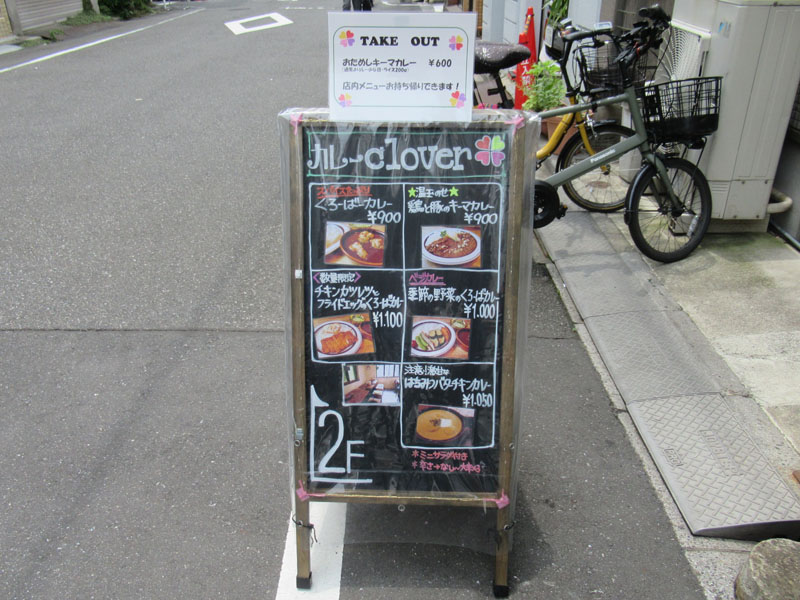 TAKE OUT
おためしキーマカレー ￥600
店内メニューお持ち帰りできます!
カレーclover
くろーばーカレー
¥900
★温玉のせ★
鶏と豚のキーマカレー
¥900
<数量限定>
チキンカツレツと
フライドエッグのくろーばーカレー
¥1.100
ベジカレー
季節の野菜のくろーばーカレー
¥1.000
はちみつバターチキンカレー
¥1.050
2F
＊ミニサラダ付き